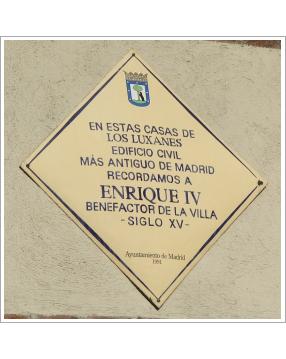 EN ESTAS CASAS DE
LOS LUXANES
EDIFICIO CIVIL
MÁS ANTIGUO DE MADRID
RECORDAMOS A
ENRIQUE IV
BENEFACTOR DE LA VILLA
- SIGLO XV -
Ayuntamiento de Madrid
1991